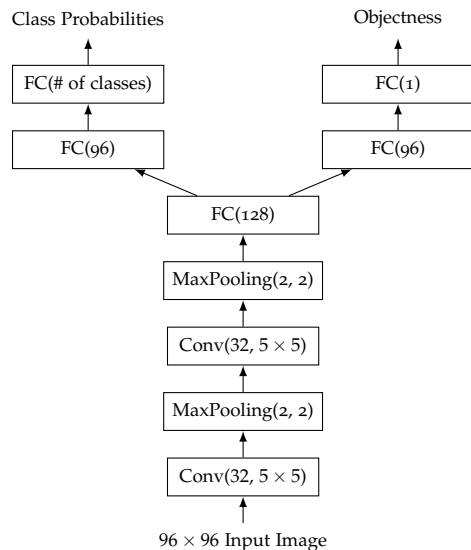 Class Probabilities
Objectness
FC(# of classes)
FC(1)
FC(96)
FC(96)
FC(128)
MaxPooling(2, 2)
Conv(32, 5 × 5)
MaxPooling(2, 2)
Conv(32, 5 × 5)
96 × 96 Input Image